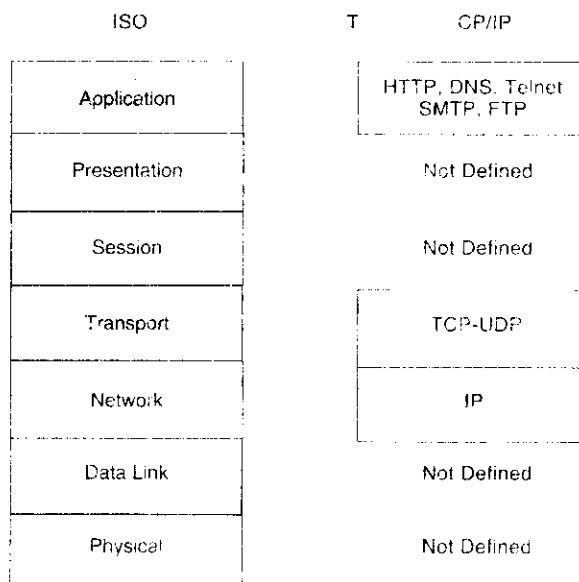 ISO T CP/IP
Application HTTP, DNS, Telnet
SMTP, FTP
Presentation Not Defined
Session Not Defined
Transport TCP-UDP
Network IP
Data Link Not Defined
Physical Not Defined